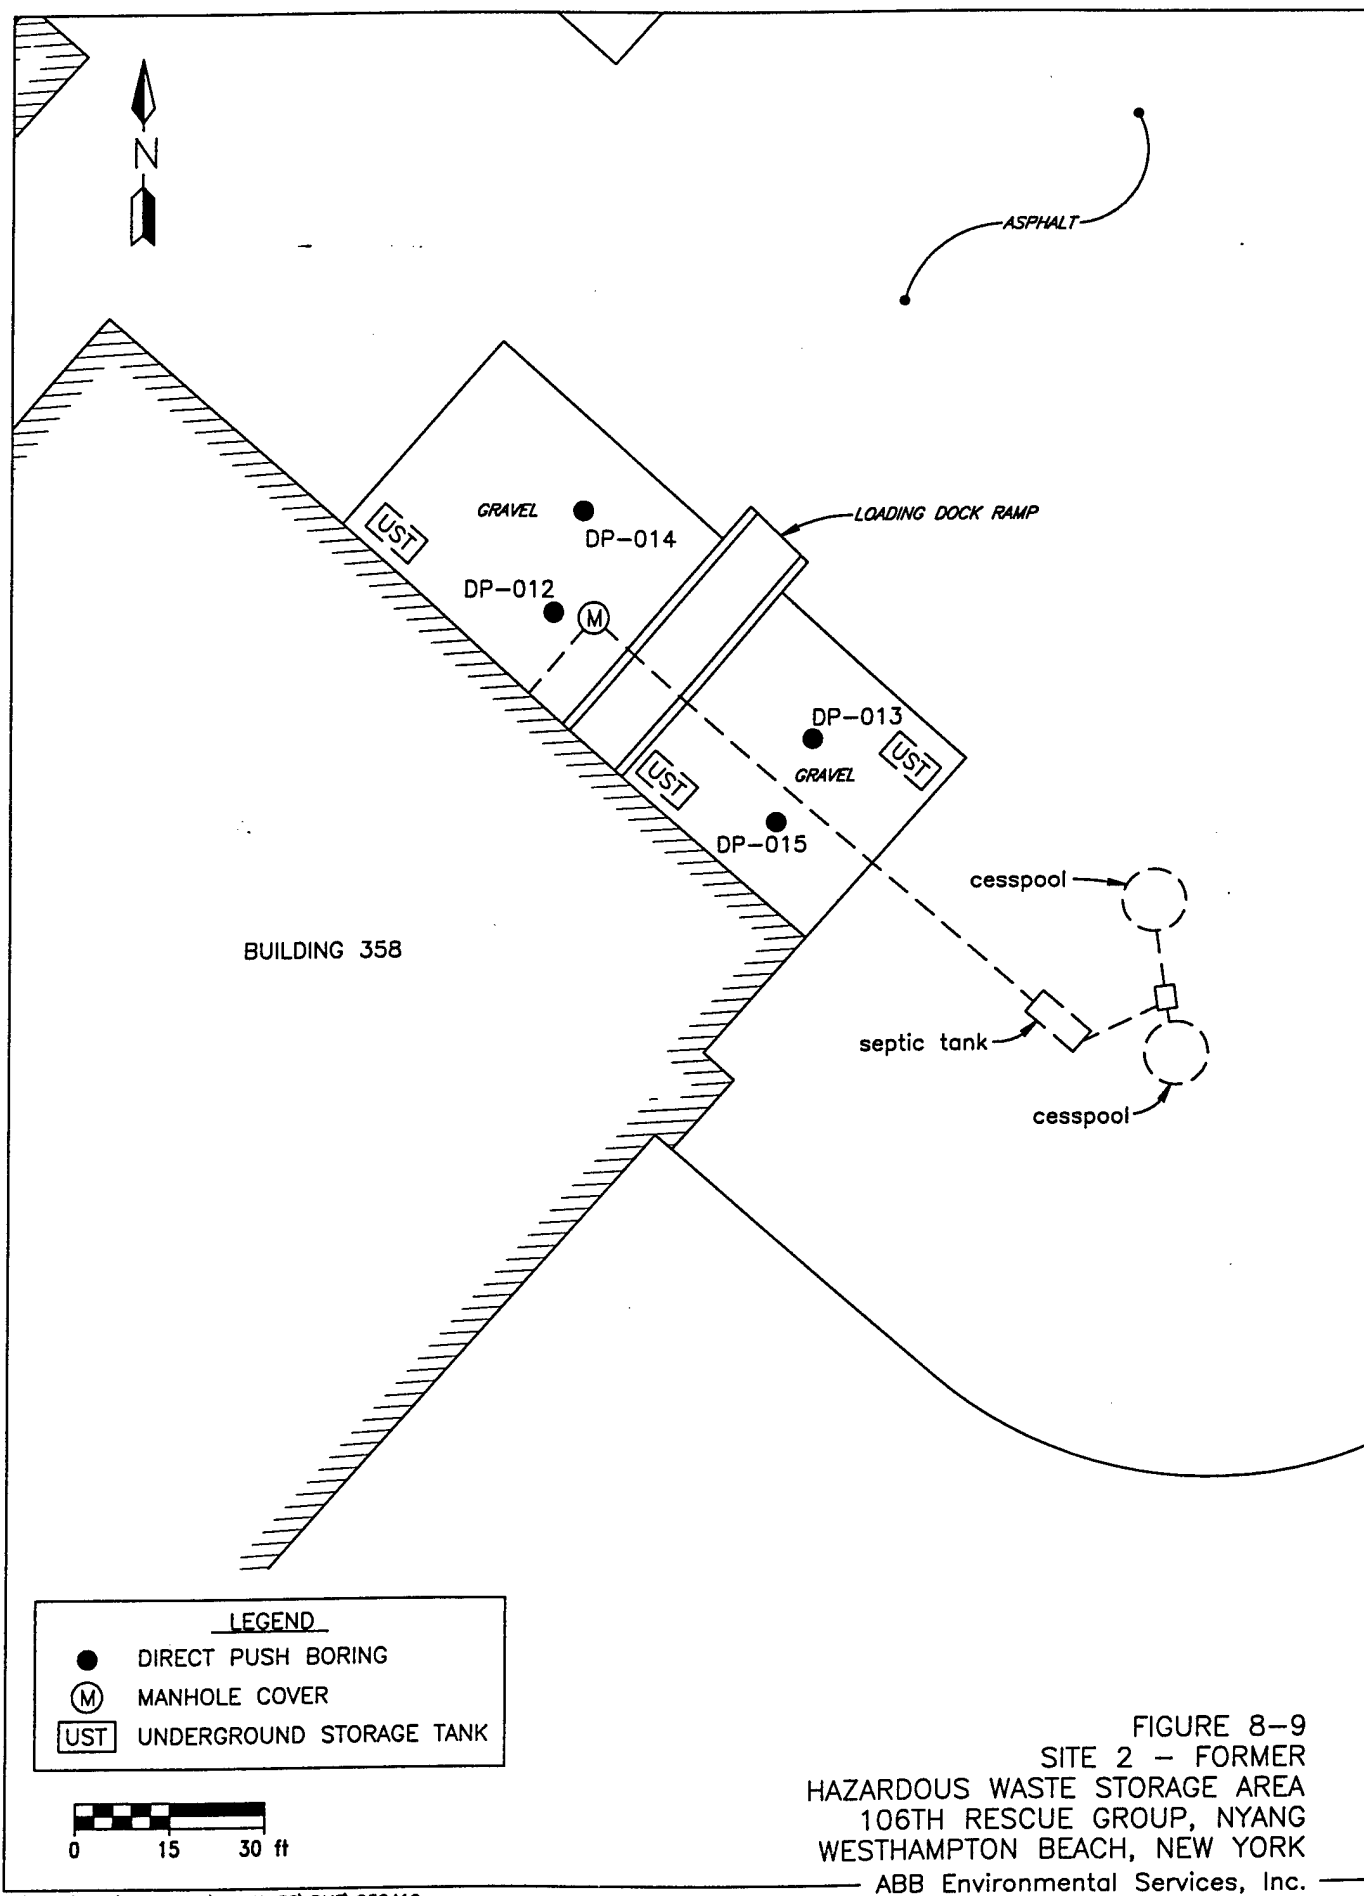 N
ASPHALT
GRAVEL
UST
DP-014
LOADING DOCK RAMP
DP-012
M
DP-013
UST
GRAVEL
UST
DP-015
cesspool
BUILDING 358
septic tank
cesspool
LEGEND
DIRECT PUSH BORING
M MANHOLE COVER
UST UNDERGROUND STORAGE TANK
0 15 30 ft
FIGURE 8-9
SITE 2 - FORMER
HAZARDOUS WASTE STORAGE AREA
106TH RESCUE GROUP, NYANG
WESTHAMPTON BEACH, NEW YORK
ABB Environmental Services, Inc.